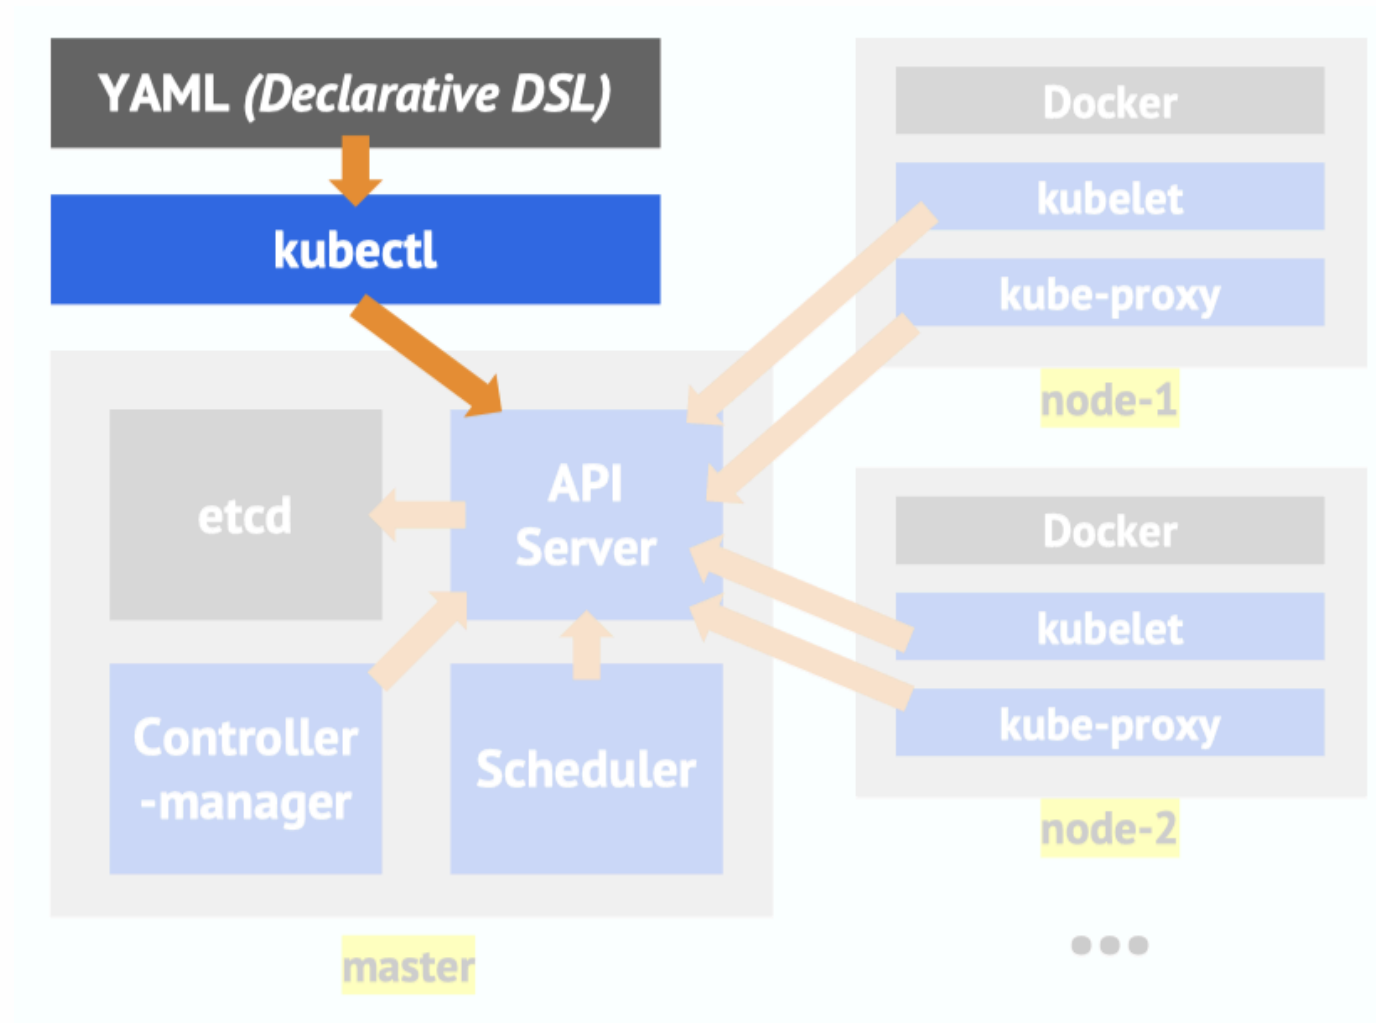 YAML (Declarative DSL)
kubectl
etcd
API
Server
Controller
-manager
Scheduler
master
Docker
kubelet
kube-proxy
node-1
Docker
kubelet
kube-proxy
node-2
...